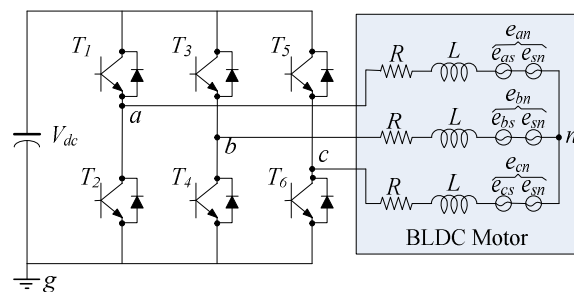 T1 T3 T5
a
b
c
Vdc
T2 T4 T6
g
R L ean
eas esn
R L ebn
ebs esn
n
R L ecn
ecs esn
BLDC Motor